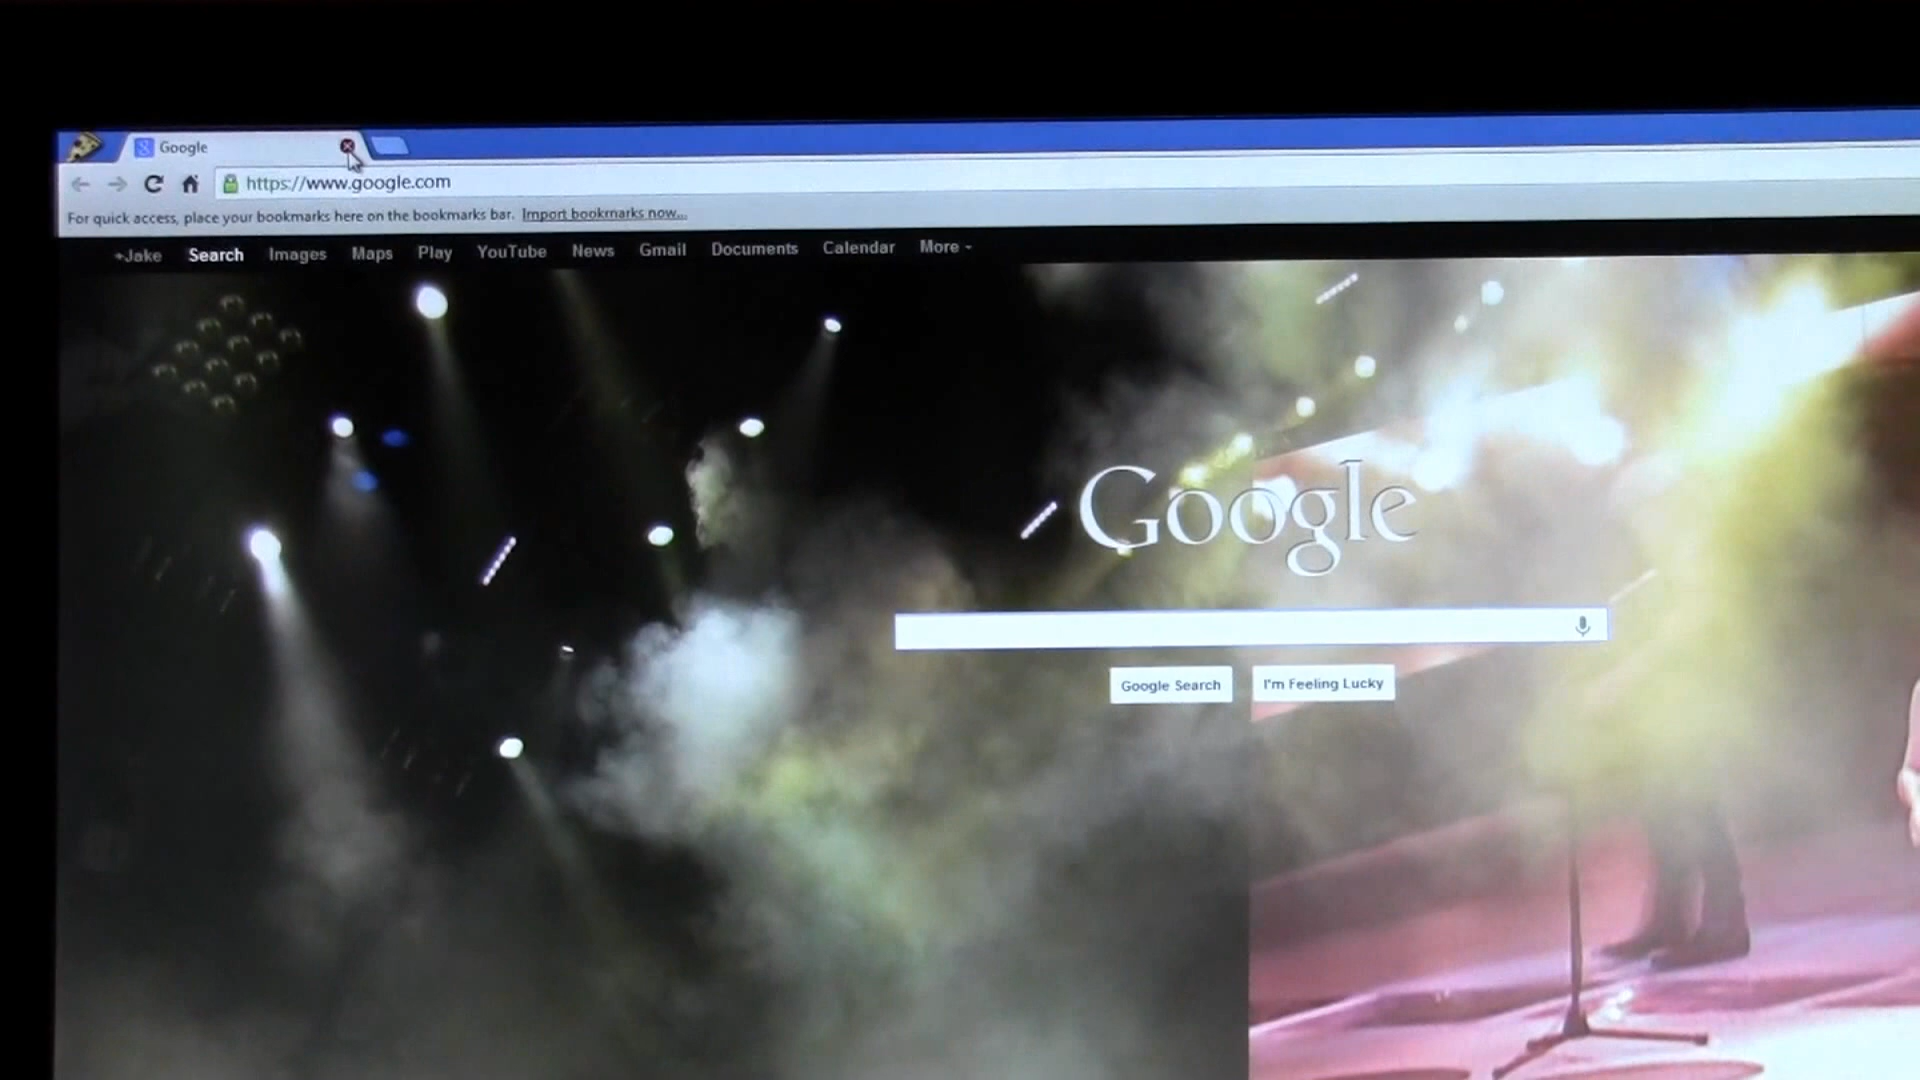 Google
https://www.google.com
For quick access, place your bookmarks here on the bookmarks bar. Import bookmarks now...
+Jake Search Images Maps Play YouTube News Gmail Documents Calendar More
Google
Google Search I'm Feeling Lucky